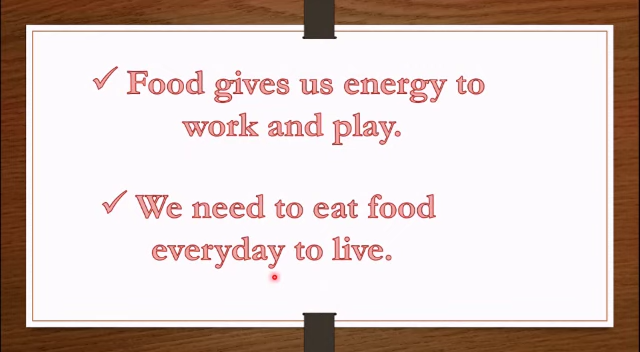 ✓ Food gives us energy to
work and play.
✓ We need to eat food
everyday to live.